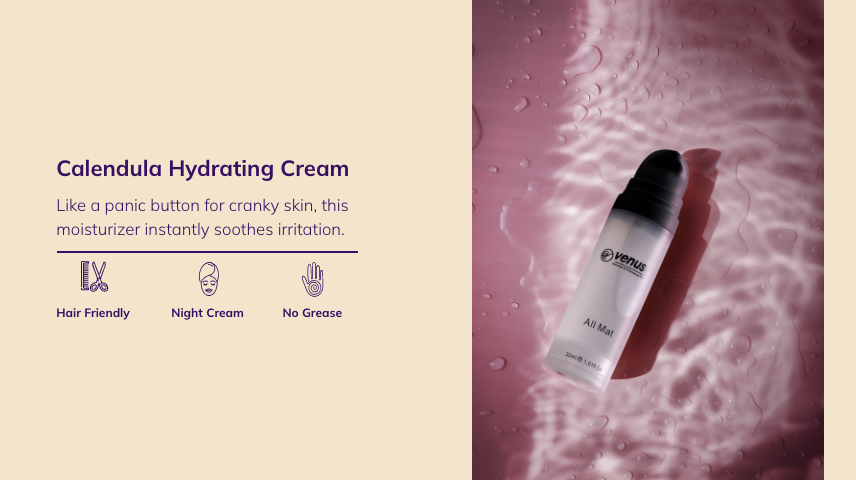 Calendula Hydrating Cream
Like a panic button for cranky skin, this
moisturizer instantly soothes irritation.
Hair Friendly
Night Cream
No Grease
venus
All Mat